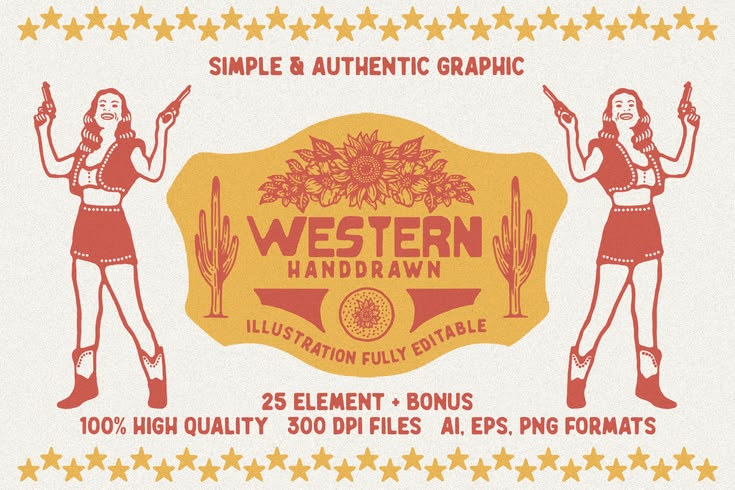 SIMPLE & AUTHENTIC GRAPHIC
WESTERN
HANDDRAWN
ILLUSTRATION FULLY EDITABLE
25 ELEMENT + BONUS
100% HIGH QUALITY 300 DPI FILES AI, EPS, PNG FORMATS